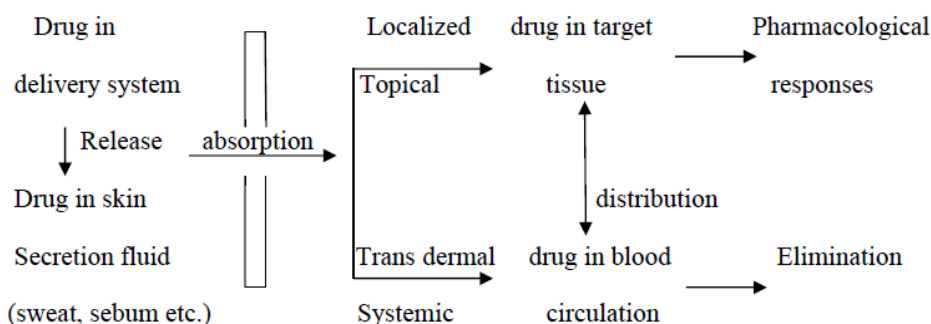 Drug in
delivery system
Release
Drug in skin
Secretion fluid
(sweat, sebum etc.)
absorption
Localized
Topical
Trans dermal
Systemic
drug in target
tissue
distribution
drug in blood
circulation
Pharmacological
responses
Elimination